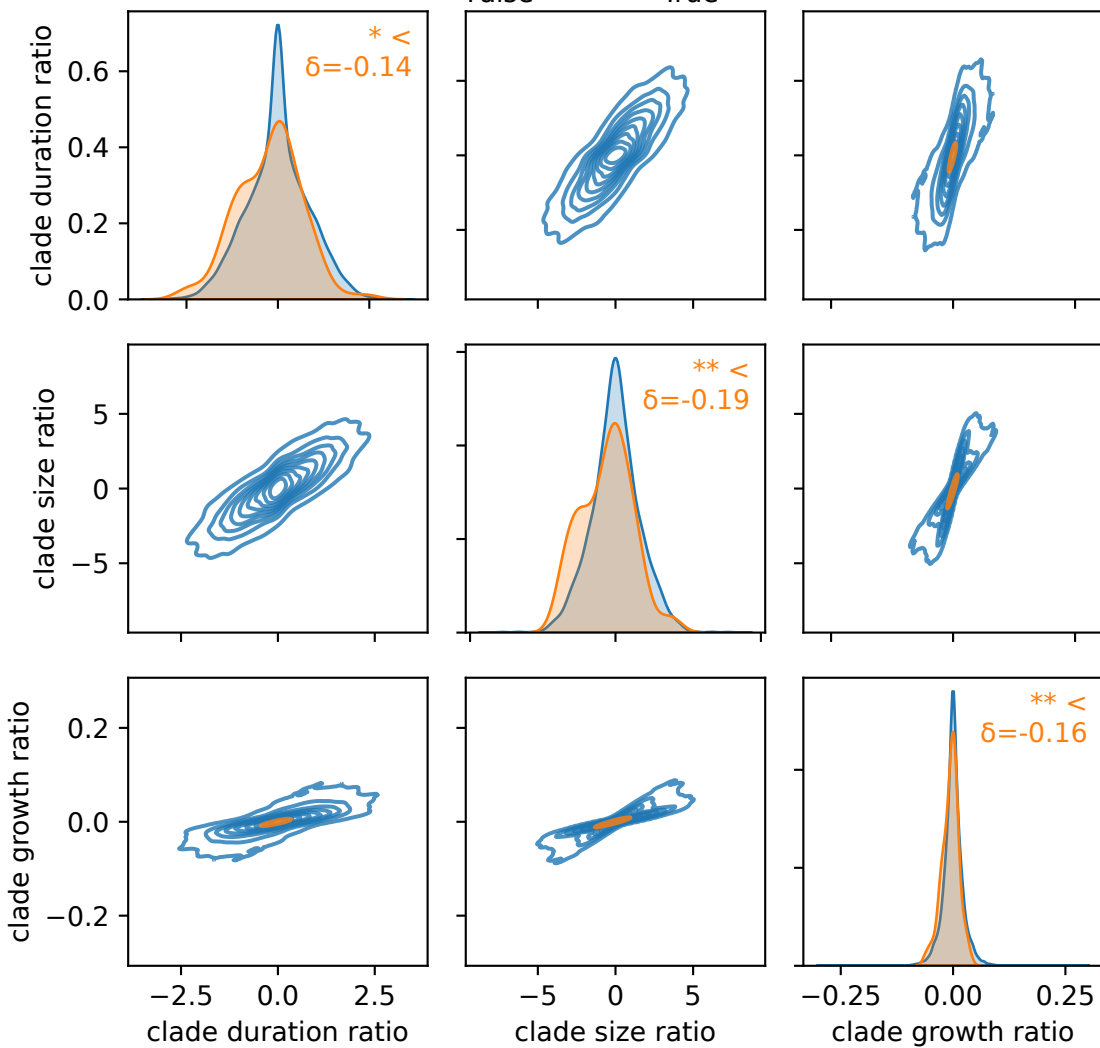 clade duration ratio
0.6
0.4
0.2
0.0
* <
δ=-0.14
clade size ratio
5
0
−5
** <
δ=-0.19
clade growth ratio
0.2
0.0
−0.2
** <
δ=-0.16
−2.5 0.0 2.5
−5 0 5
−0.25 0.00 0.25
clade duration ratio
clade size ratio
clade growth ratio